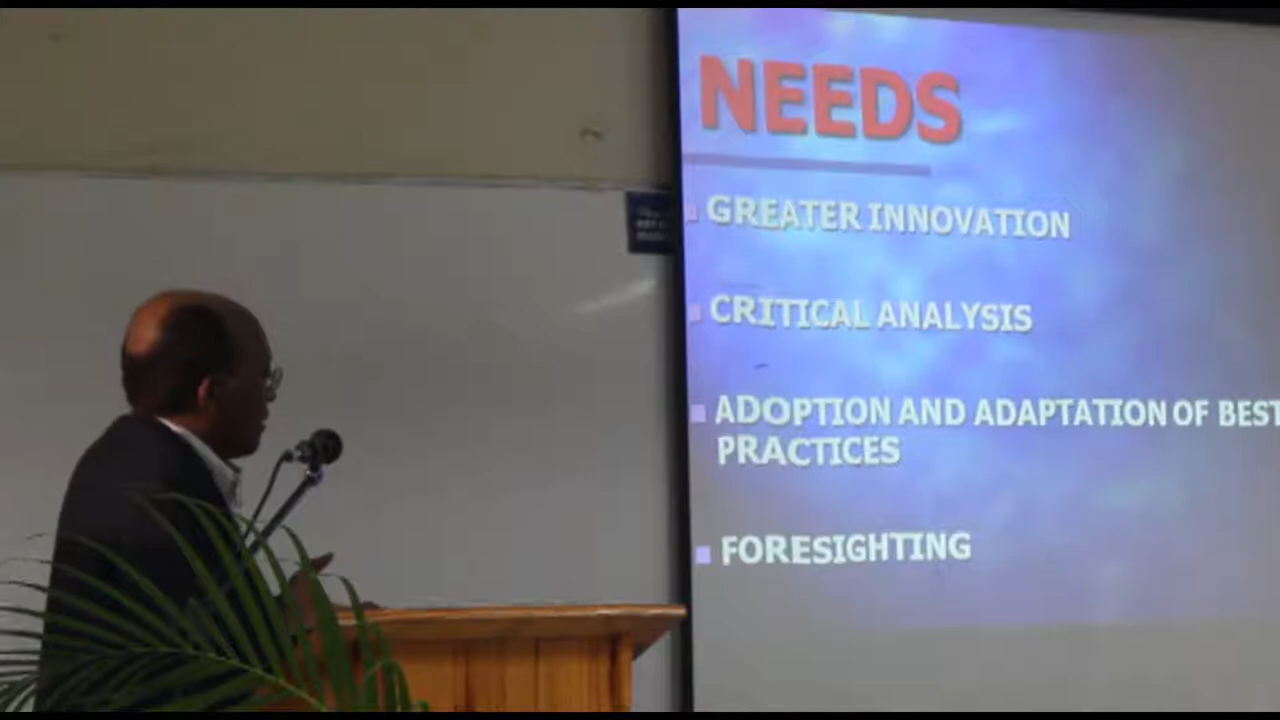 NEEDS
GREATER INNOVATION
CRITICAL ANALYSIS
ADOPTION AND ADAPTATION OF BEST
PRACTICES
FORESIGHTING